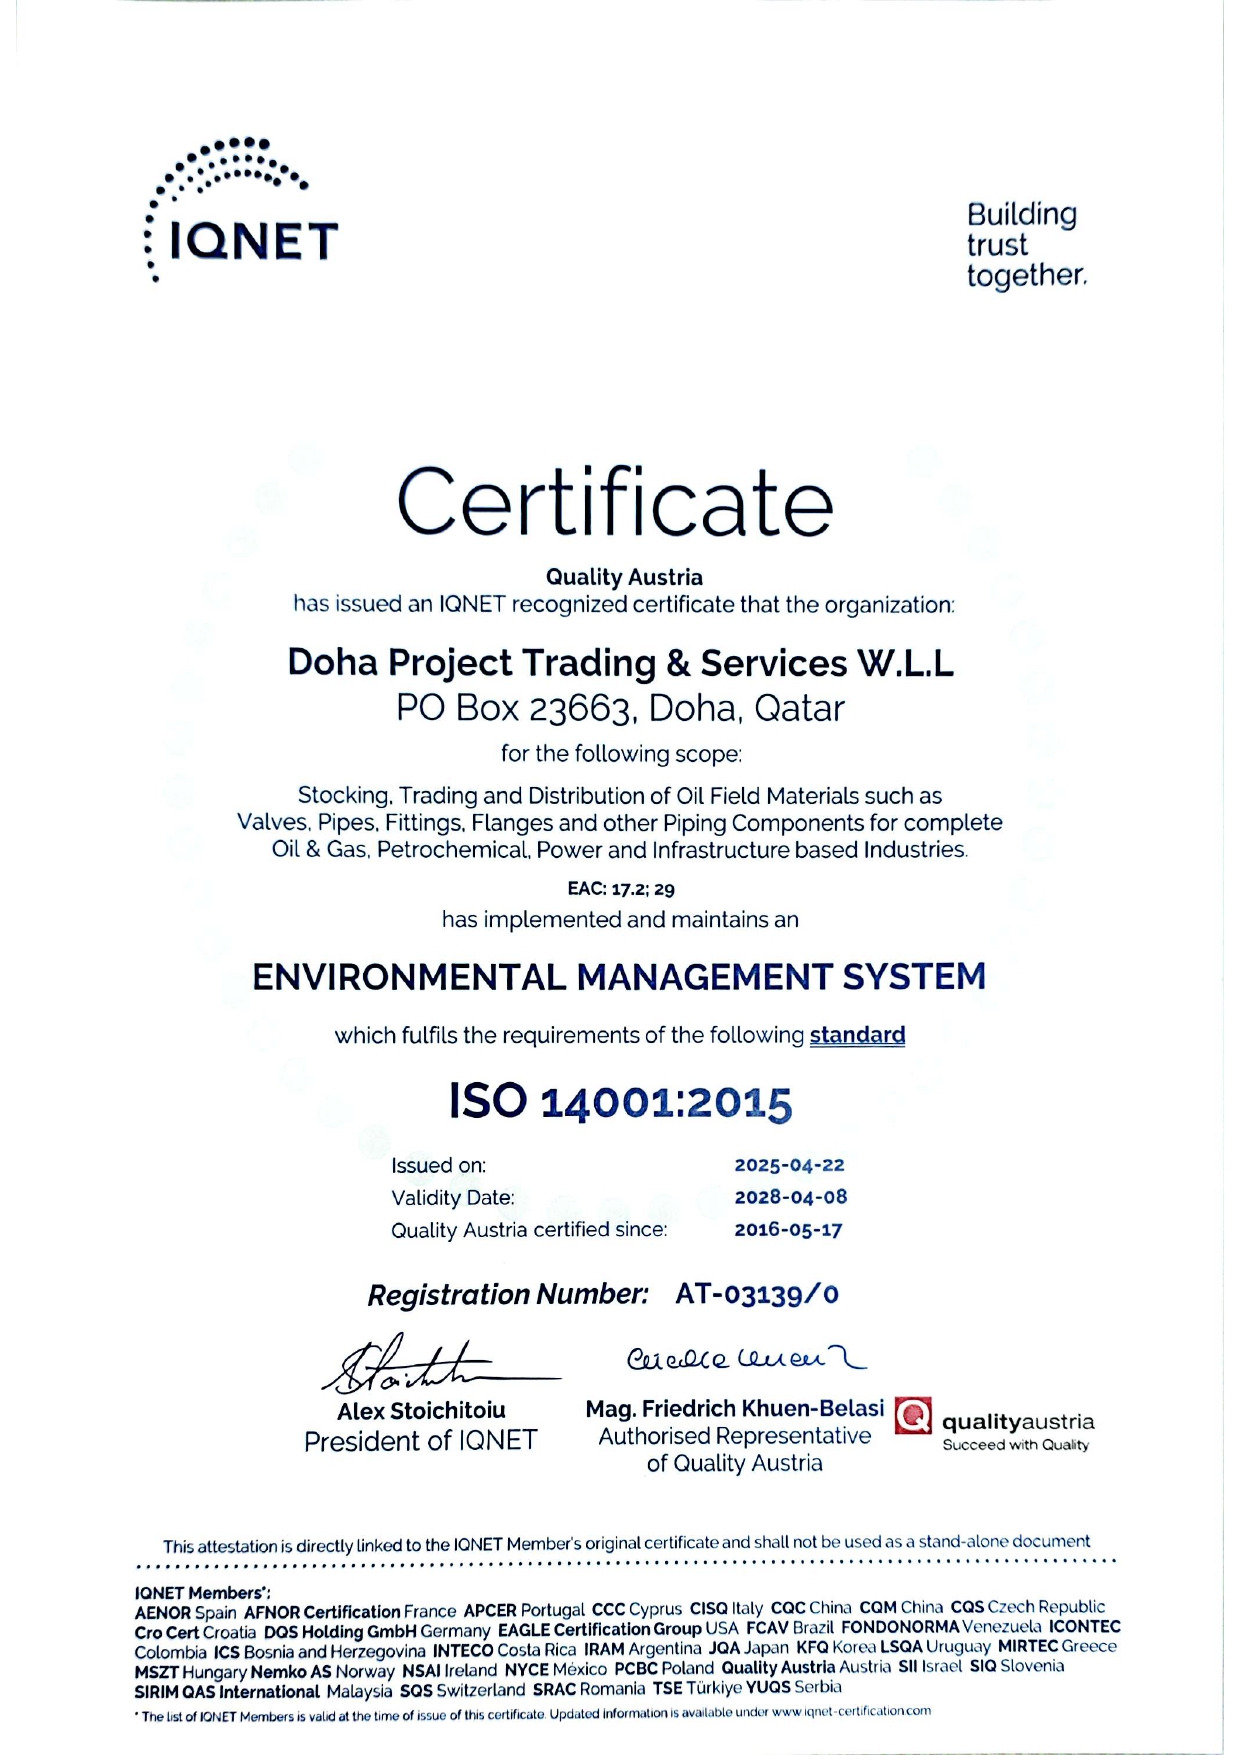 IQNET
Building
trust
together.
Certificate
Quality Austria
has issued an IQNET recognized certificate that the organization:
Doha Project Trading & Services W.L.L
PO Box 23663, Doha, Qatar
for the following scope:
Stocking, Trading and Distribution of Oil Field Materials such as
Valves, Pipes, Fittings, Flanges and other Piping Components for complete
Oil & Gas, Petrochemical, Power and Infrastructure based Industries.
EAC: 17.2; 29
has implemented and maintains an
ENVIRONMENTAL MANAGEMENT SYSTEM
which fulfils the requirements of the following standard
ISO 14001:2015
Issued on: 2025-04-22
Validity Date: 2028-04-08
Quality Austria certified since: 2016-05-17
Registration Number: AT-03139/0
Alex Stoichitoiu
President of IQNET
Mag. Friedrich Khuen-Belasi
Authorised Representative
of Quality Austria
qualityaustria
Succeed with Quality
This attestation is directly linked to the IQNET Member's original certificate and shall not be used as a stand-alone document
IQNET Members*:
AENOR Spain AFNOR Certification France APCER Portugal CCC Cyprus CISQ Italy CQC China CQM China CQS Czech Republic
Cro Cert Croatia DQS Holding GmbH Germany EAGLE Certification Group USA FCAV Brazil FONDONORMA Venezuela ICONTEC
Colombia ICS Bosnia and Herzegovina INTECO Costa Rica IRAM Argentina JQA Japan KFQ Korea LSQA Uruguay MIRTEC Greece
MSZT Hungary Nemko AS Norway NSAI Ireland NYCE México PCBC Poland Quality Austria Austria SII Israel SIQ Slovenia
SIRIM QAS International Malaysia SQS Switzerland SRAC Romania TSE Türkiye YUQS Serbia
* The list of IQNET Members is valid at the time of issue of this certificate. Updated information is available under www.iqnet-certification.com